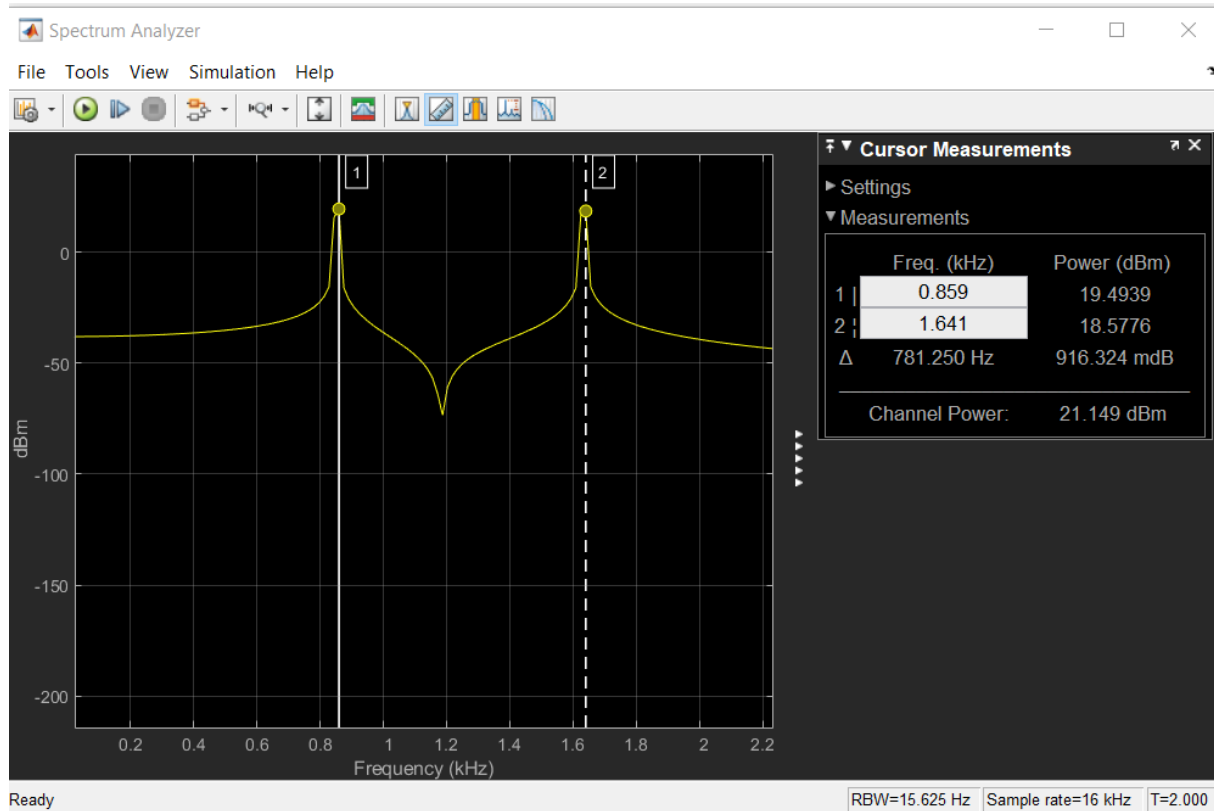 Spectrum Analyzer
File Tools View Simulation Help
Cursor Measurements
Settings
Measurements
Freq. (kHz) Power (dBm)
1 | 0.859 19.4939
2 ¦ 1.641 18.5776
Δ 781.250 Hz 916.324 mdB
Channel Power: 21.149 dBm
1
2
0
-50
-100
-150
-200
dBm
0.2 0.4 0.6 0.8 1 1.2 1.4 1.6 1.8 2 2.2
Frequency (kHz)
Ready RBW=15.625 Hz Sample rate=16 kHz T=2.000